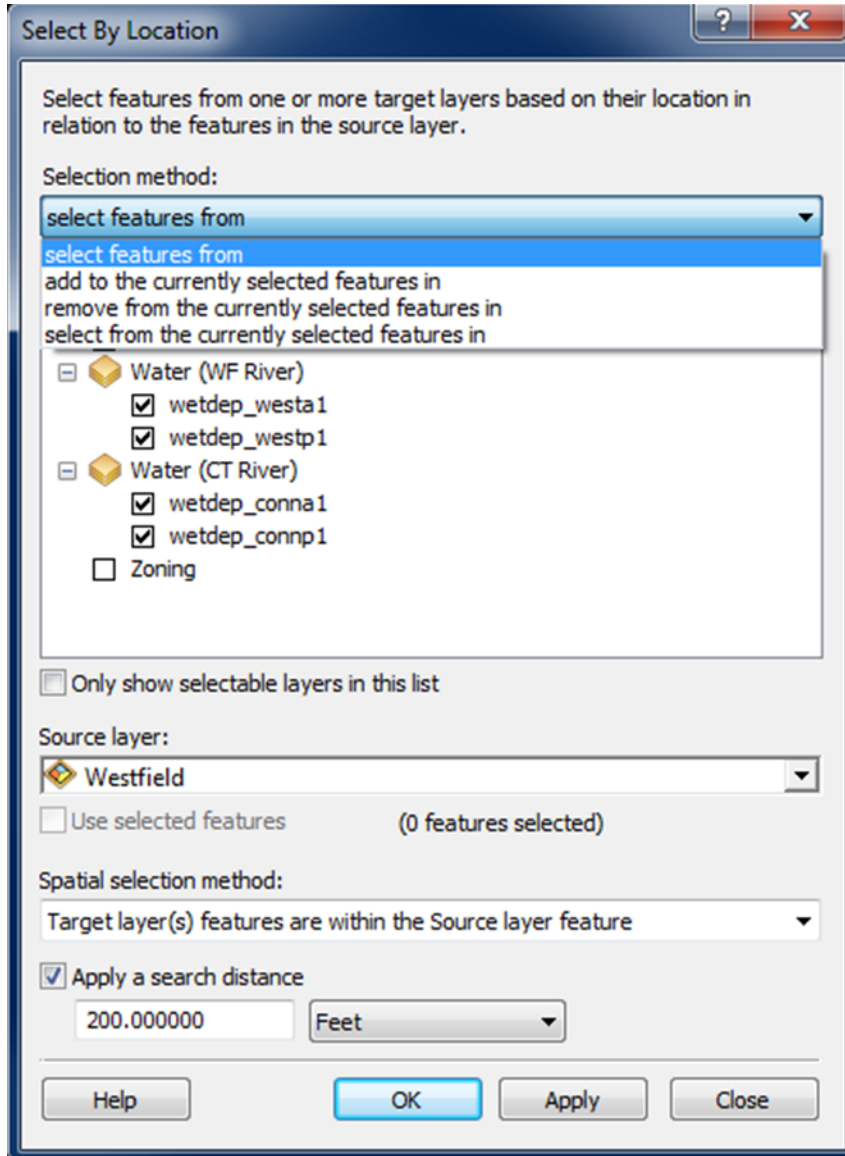 Select By Location
Select features from one or more target layers based on their location in
relation to the features in the source layer.
Selection method:
select features from
select features from
add to the currently selected features in
remove from the currently selected features in
select from the currently selected features in
Water (WF River)
wetdep_westa1
wetdep_westp1
Water (CT River)
wetdep_conna1
wetdep_connp1
Zoning
Only show selectable layers in this list
Source layer:
Westfield
Use selected features (0 features selected)
Spatial selection method:
Target layer(s) features are within the Source layer feature
Apply a search distance
200.000000 Feet
Help OK Apply Close